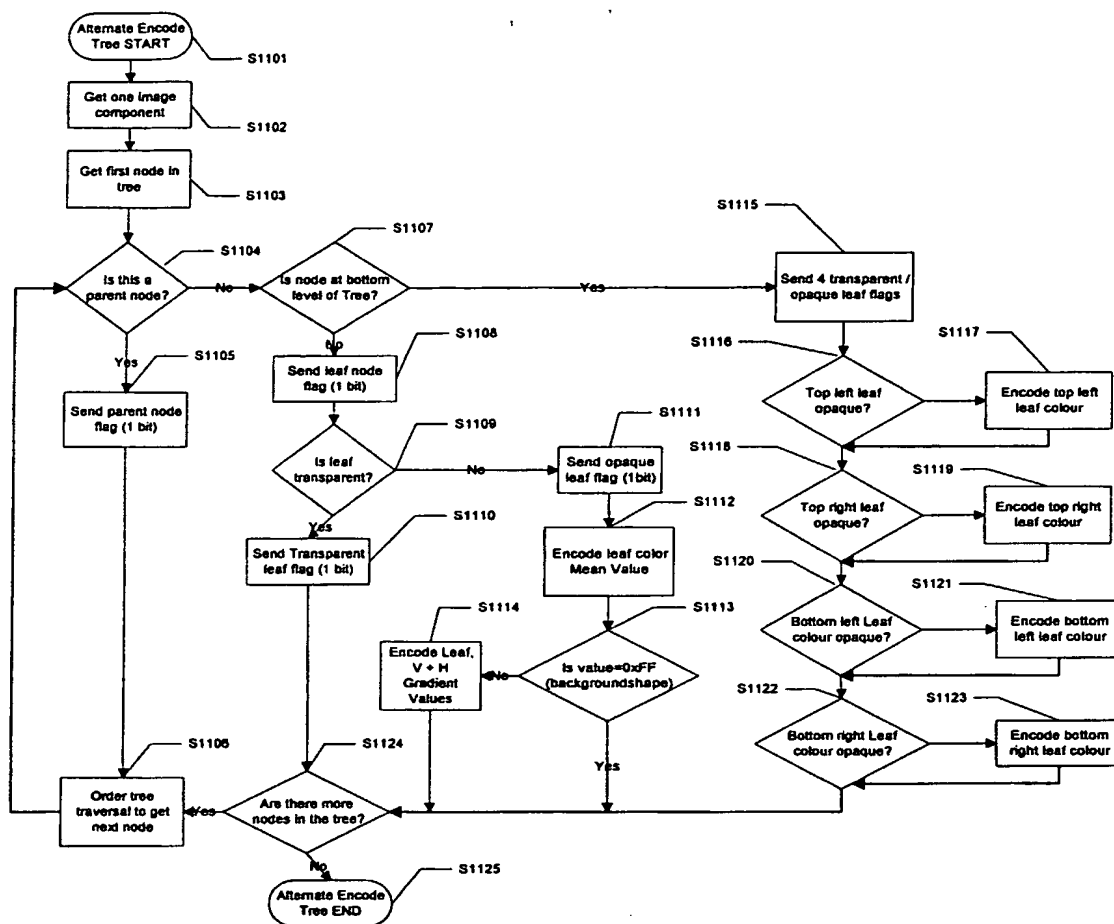 Alternate Encode
Tree START
S1101
Get one image
component
S1102
Get first node in
tree
S1103
S1104
Is this a
parent node?
No
Yes
S1105
Send parent node
flag (1 bit)
S1106
Order tree
traversal to get
next node
S1107
Is node at bottom
level of Tree?
Yes
No
S1108
Send leaf node
flag (1 bit)
S1109
Is leaf
transparent?
No
Yes
S1110
Send Transparent
leaf flag (1 bit)
S1111
Send opaque
leaf flag (1bit)
S1112
Encode leaf color
Mean Value
S1113
Is value=0xFF
(backgroundshape)
No
Yes
S1114
Encode Leaf,
V + H
Gradient
Values
S1115
Send 4 transparent /
opaque leaf flags
S1116
Top left leaf
opaque?
S1117
Encode top left
leaf colour
S1118
Top right leaf
opaque?
S1119
Encode top right
leaf colour
S1120
Bottom left Leaf
colour opaque?
S1121
Encode bottom
left leaf colour
S1122
Bottom right Leaf
colour opaque?
S1123
Encode bottom
right leaf colour
S1124
Are there more
nodes in the tree?
Yes
No
S1125
Alternate Encode
Tree END